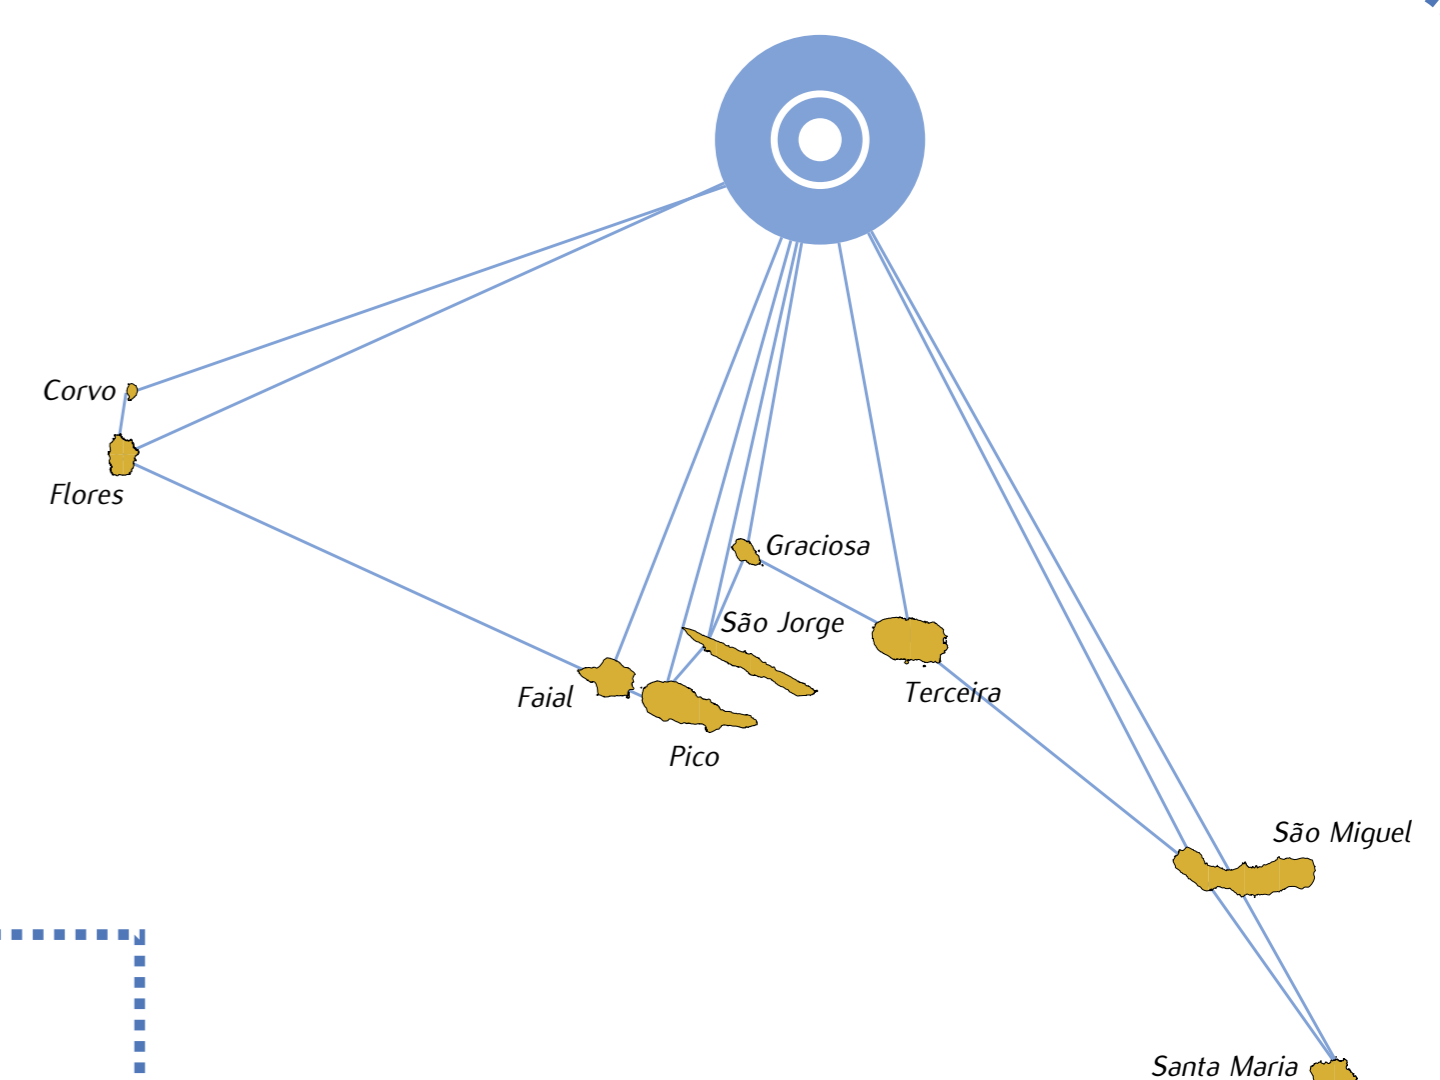 Corvo
Flores
Graciosa
São Jorge
Faial
Terceira
Pico
São Miguel
Santa Maria